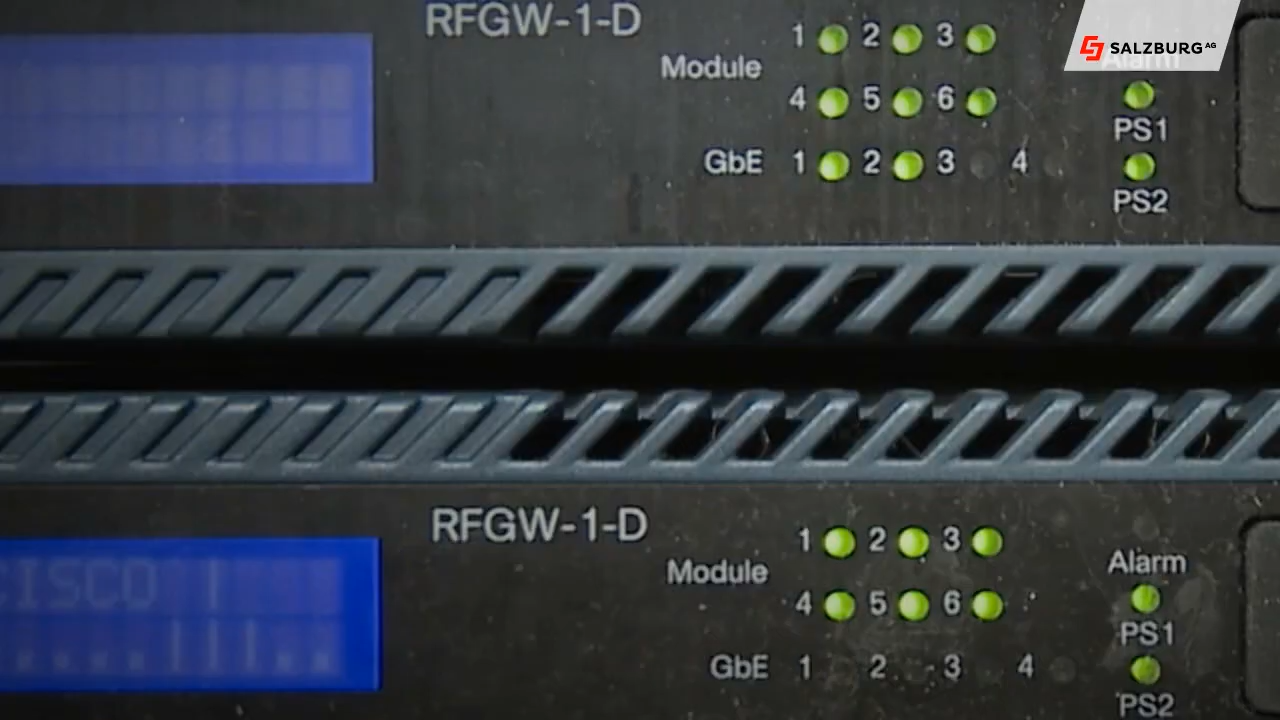 RFGW-1-D
1 2 3
Module
4 5 6
GbE 1 2 3 4
SALZBURG AG
Alarm
PS1
PS2
CISCO
RFGW-1-D
1 2 3
Module
4 5 6
GbE 1 2 3 4
Alarm
PS1
PS2